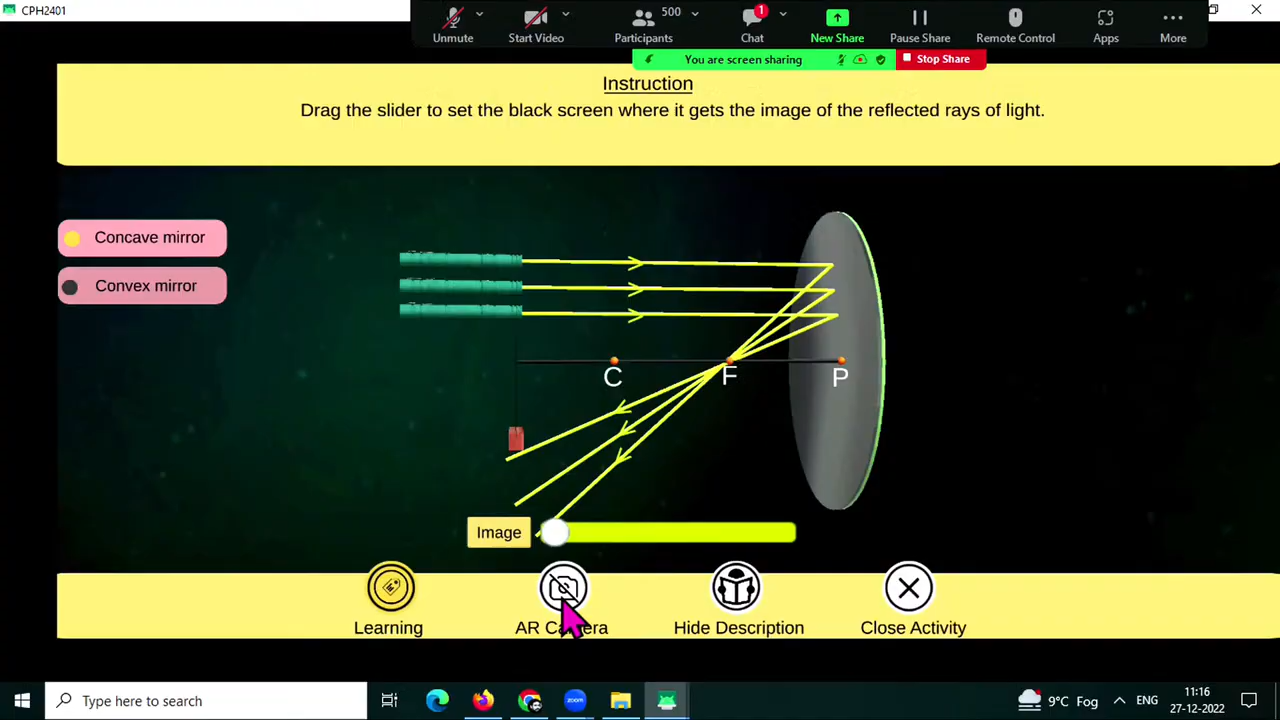 CPH2401
500
1
Unmute
Start Video
Participants
Chat
New Share
Pause Share
Remote Control
Apps
More
You are screen sharing
Stop Share
Instruction
Drag the slider to set the black screen where it gets the image of the reflected rays of light.
Concave mirror
Convex mirror
C
F
P
Image
Learning
AR Camera
Hide Description
Close Activity
Type here to search
zoom
9°C Fog
ENG
11:16
27-12-2022